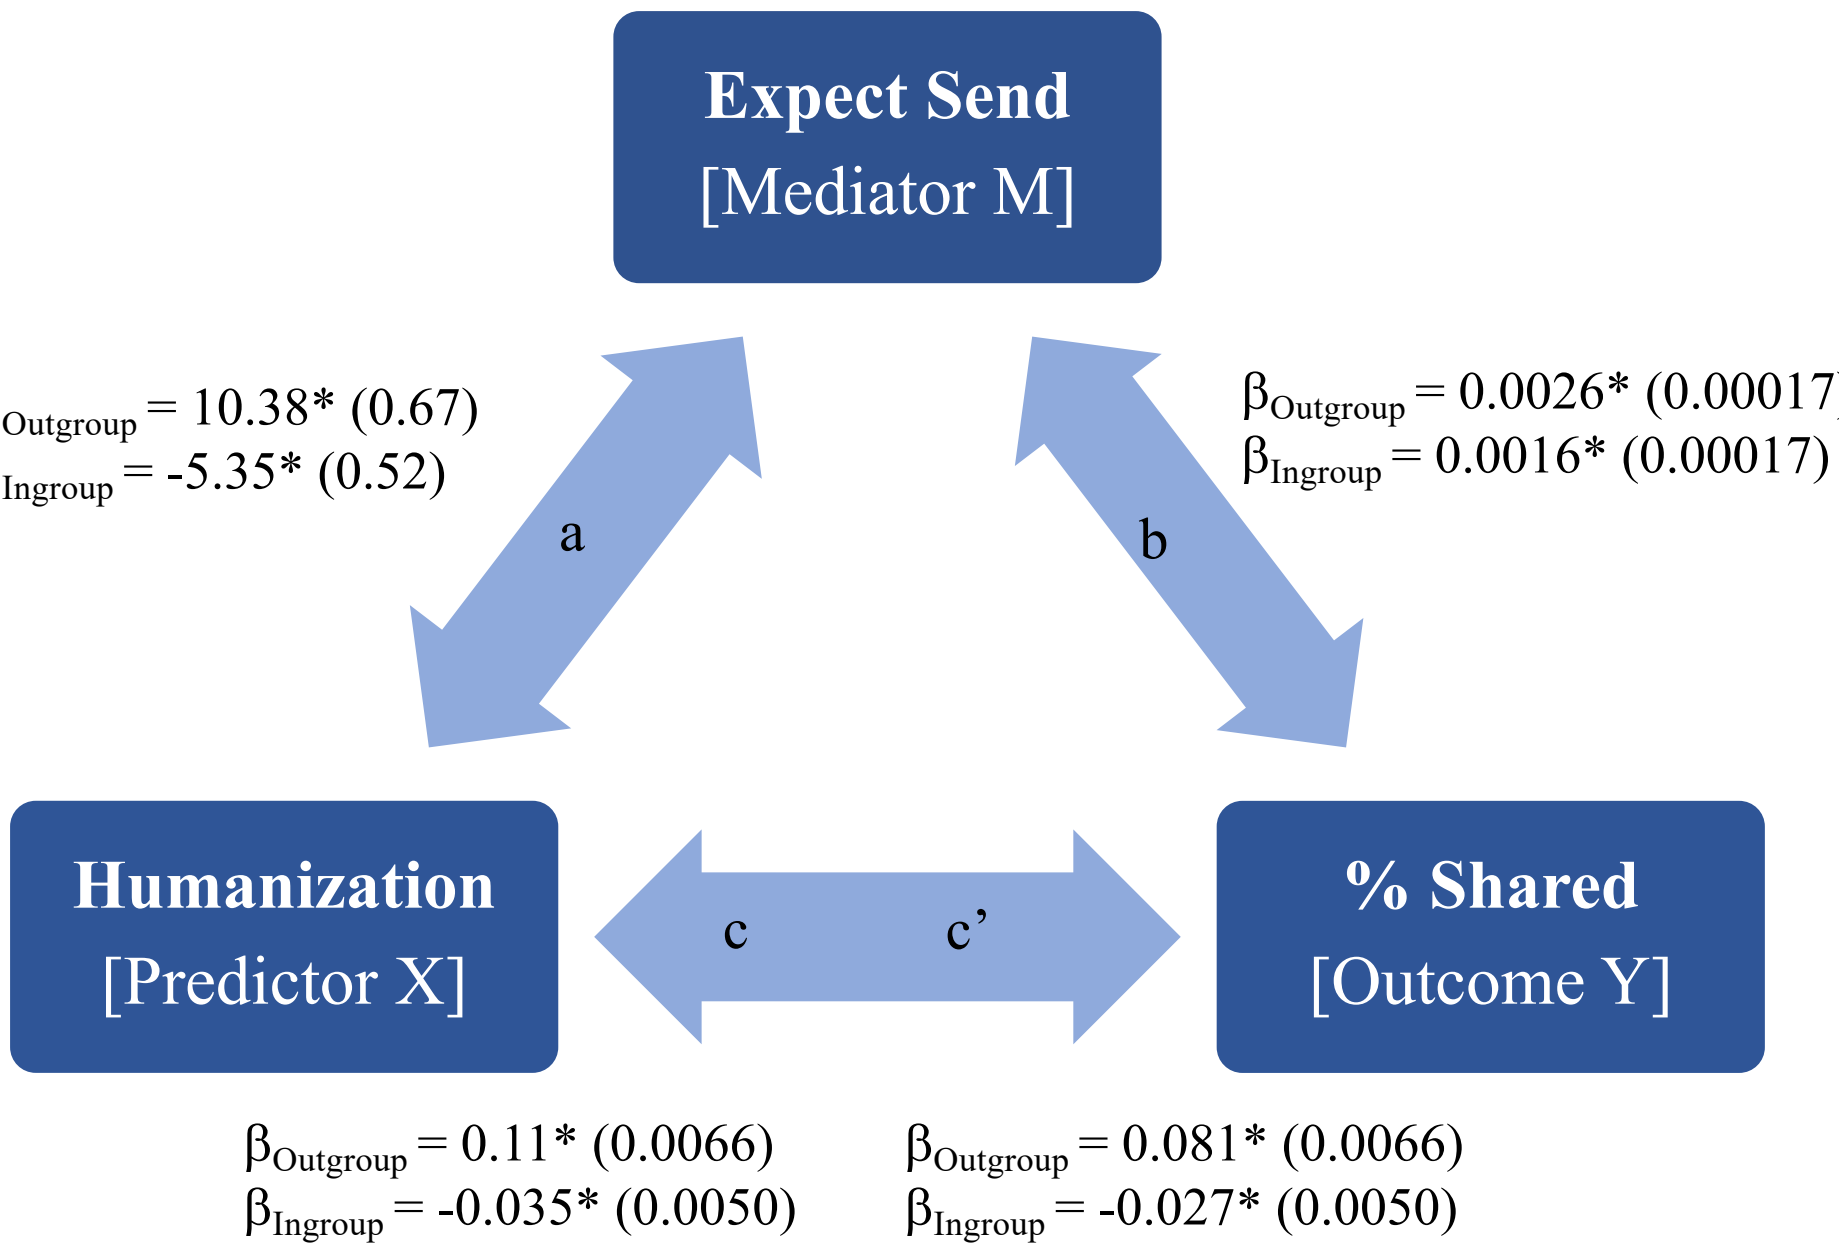 Expect Send
[Mediator M]
Outgroup = 10.38* (0.67)
Ingroup = -5.35* (0.52)
βOutgroup = 0.0026* (0.00017)
βIngroup = 0.0016* (0.00017)
a
b
Humanization
[Predictor X]
c
c’
% Shared
[Outcome Y]
βOutgroup = 0.11* (0.0066)
βIngroup = -0.035* (0.0050)
βOutgroup = 0.081* (0.0066)
βIngroup = -0.027* (0.0050)